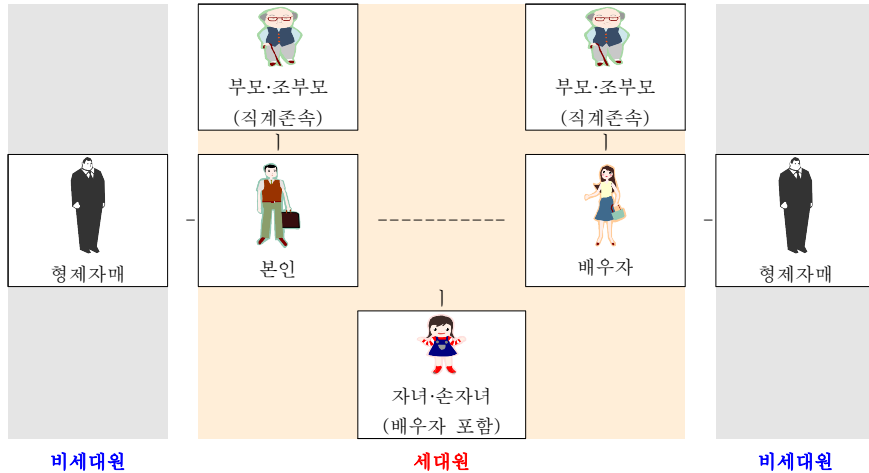 부모·조부모
(직계존속)
부모·조부모
(직계존속)
형제자매
본인
배우자
형제자매
자녀·손자녀
(배우자 포함)
비세대원
세대원
비세대원